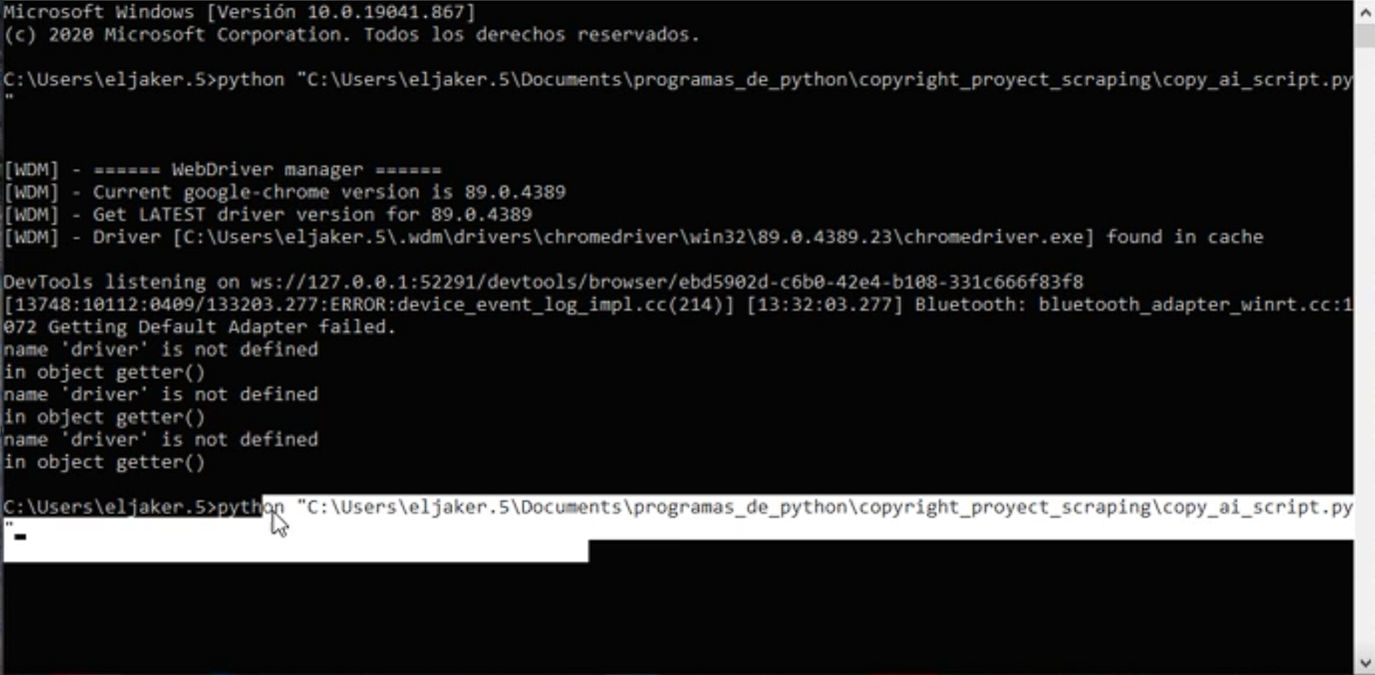 Microsoft Windows [Versión 10.0.19041.867]
(c) 2020 Microsoft Corporation. Todos los derechos reservados.
C:\Users\eljaker.5>python "C:\Users\eljaker.5\Documents\programas_de_python\copyright_proyect_scraping\copy_ai_script.py
"
[WDM] - ====== WebDriver manager ======
[WDM] - Current google-chrome version is 89.0.4389
[WDM] - Get LATEST driver version for 89.0.4389
[WDM] - Driver [C:\Users\eljaker.5\.wdm\drivers\chromedriver\win32\89.0.4389.23\chromedriver.exe] found in cache
DevTools listening on ws://127.0.0.1:52291/devtools/browser/ebd5902d-c6b0-42e4-b108-331c666f83f8
[13748:10112:0409/133203.277:ERROR:device_event_log_impl.cc(214)] [13:32:03.277] Bluetooth: bluetooth_adapter_winrt.cc:1
072 Getting Default Adapter failed.
name 'driver' is not defined
in object getter()
name 'driver' is not defined
in object getter()
name 'driver' is not defined
in object getter()
C:\Users\eljaker.5>python "C:\Users\eljaker.5\Documents\programas_de_python\copyright_proyect_scraping\copy_ai_script.py
"